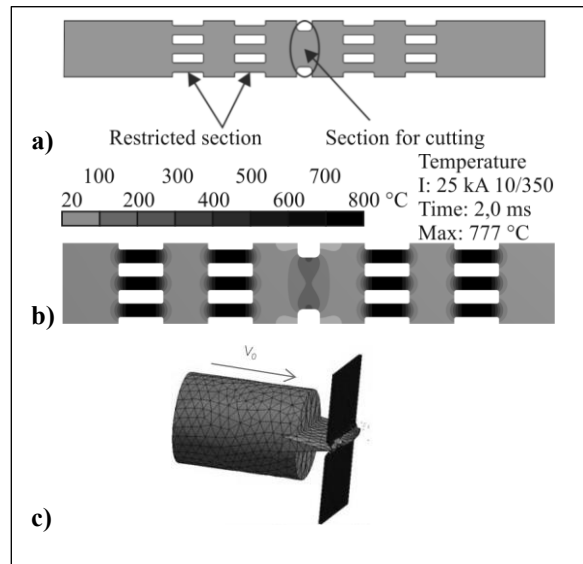 a)
Restricted section
Section for cutting
100 300 500 700
20 200 400 600 800 °C
Temperature
I: 25 kA 10/350
Time: 2,0 ms
Max: 777 °C
b)
V₀
c)